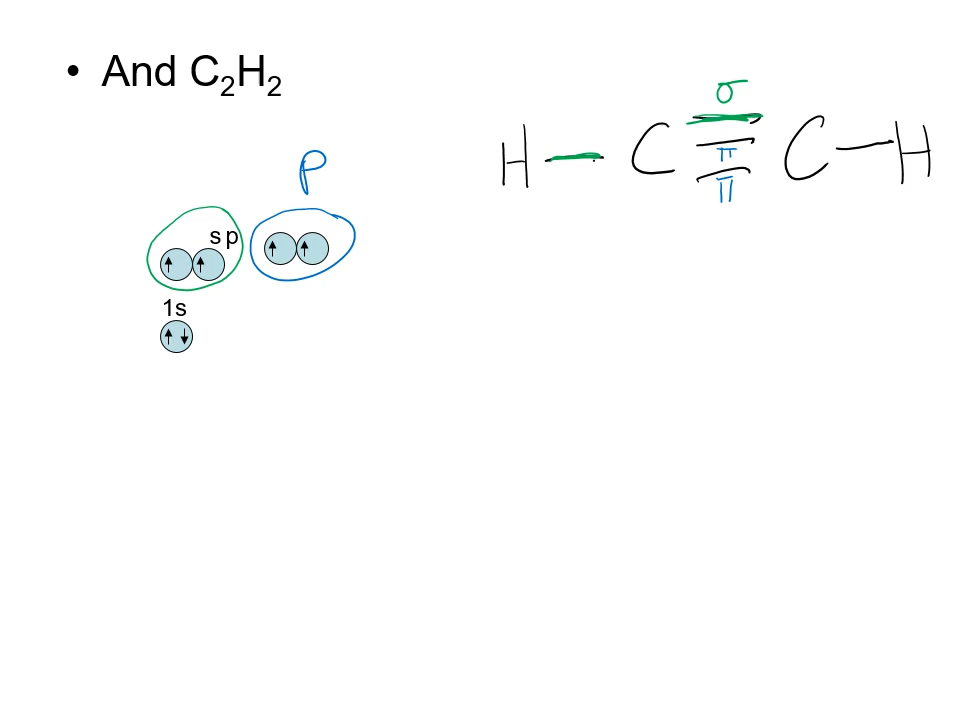 • And C₂H₂
σ
H — C ≡ C — H
π
π
P
s p
1s